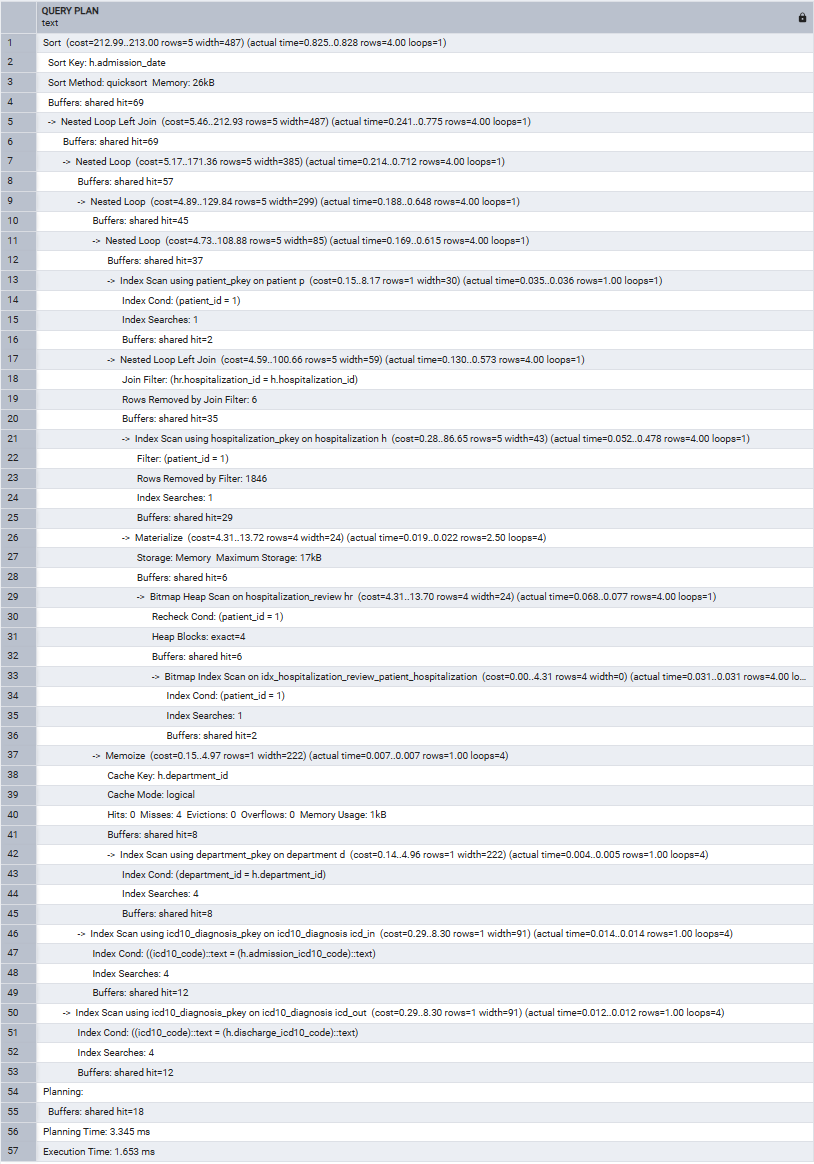 QUERY PLAN
text
1 Sort (cost=212.99..213.00 rows=5 width=487) (actual time=0.825..0.828 rows=4.00 loops=1)
2 Sort Key: h.admission_date
3 Sort Method: quicksort Memory: 26kB
4 Buffers: shared hit=69
5 -> Nested Loop Left Join (cost=5.46..212.93 rows=5 width=487) (actual time=0.241..0.775 rows=4.00 loops=1)
6 Buffers: shared hit=69
7 -> Nested Loop (cost=5.17..171.36 rows=5 width=385) (actual time=0.214..0.712 rows=4.00 loops=1)
8 Buffers: shared hit=57
9 -> Nested Loop (cost=4.89..129.84 rows=5 width=299) (actual time=0.188..0.648 rows=4.00 loops=1)
10 Buffers: shared hit=45
11 -> Nested Loop (cost=4.73..108.88 rows=5 width=85) (actual time=0.169..0.615 rows=4.00 loops=1)
12 Buffers: shared hit=37
13 -> Index Scan using patient_pkey on patient p (cost=0.15..8.17 rows=1 width=30) (actual time=0.035..0.036 rows=1.00 loops=1)
14 Index Cond: (patient_id = 1)
15 Index Searches: 1
16 Buffers: shared hit=2
17 -> Nested Loop Left Join (cost=4.59..100.66 rows=5 width=59) (actual time=0.130..0.573 rows=4.00 loops=1)
18 Join Filter: (hr.hospitalization_id = h.hospitalization_id)
19 Rows Removed by Join Filter: 6
20 Buffers: shared hit=35
21 -> Index Scan using hospitalization_pkey on hospitalization h (cost=0.28..86.65 rows=5 width=43) (actual time=0.052..0.478 rows=4.00 loops=1)
22 Filter: (patient_id = 1)
23 Rows Removed by Filter: 1846
24 Index Searches: 1
25 Buffers: shared hit=29
26 -> Materialize (cost=4.31..13.72 rows=4 width=24) (actual time=0.019..0.022 rows=2.50 loops=4)
27 Storage: Memory Maximum Storage: 17kB
28 Buffers: shared hit=6
29 -> Bitmap Heap Scan on hospitalization_review hr (cost=4.31..13.70 rows=4 width=24) (actual time=0.068..0.077 rows=4.00 loops=1)
30 Recheck Cond: (patient_id = 1)
31 Heap Blocks: exact=4
32 Buffers: shared hit=6
33 -> Bitmap Index Scan on idx_hospitalization_review_patient_hospitalization (cost=0.00..4.31 rows=4 width=0) (actual time=0.031..0.031 rows=4.00 lo...
34 Index Cond: (patient_id = 1)
35 Index Searches: 1
36 Buffers: shared hit=2
37 -> Memoize (cost=0.15..4.97 rows=1 width=222) (actual time=0.007..0.007 rows=1.00 loops=4)
38 Cache Key: h.department_id
39 Cache Mode: logical
40 Hits: 0 Misses: 4 Evictions: 0 Overflows: 0 Memory Usage: 1kB
41 Buffers: shared hit=8
42 -> Index Scan using department_pkey on department d (cost=0.14..4.96 rows=1 width=222) (actual time=0.004..0.005 rows=1.00 loops=4)
43 Index Cond: (department_id = h.department_id)
44 Index Searches: 4
45 Buffers: shared hit=8
46 -> Index Scan using icd10_diagnosis_pkey on icd10_diagnosis icd_in (cost=0.29..8.30 rows=1 width=91) (actual time=0.014..0.014 rows=1.00 loops=4)
47 Index Cond: ((icd10_code)::text = (h.admission_icd10_code)::text)
48 Index Searches: 4
49 Buffers: shared hit=12
50 -> Index Scan using icd10_diagnosis_pkey on icd10_diagnosis icd_out (cost=0.29..8.30 rows=1 width=91) (actual time=0.012..0.012 rows=1.00 loops=4)
51 Index Cond: ((icd10_code)::text = (h.discharge_icd10_code)::text)
52 Index Searches: 4
53 Buffers: shared hit=12
54 Planning:
55 Buffers: shared hit=18
56 Planning Time: 3.345 ms
57 Execution Time: 1.653 ms